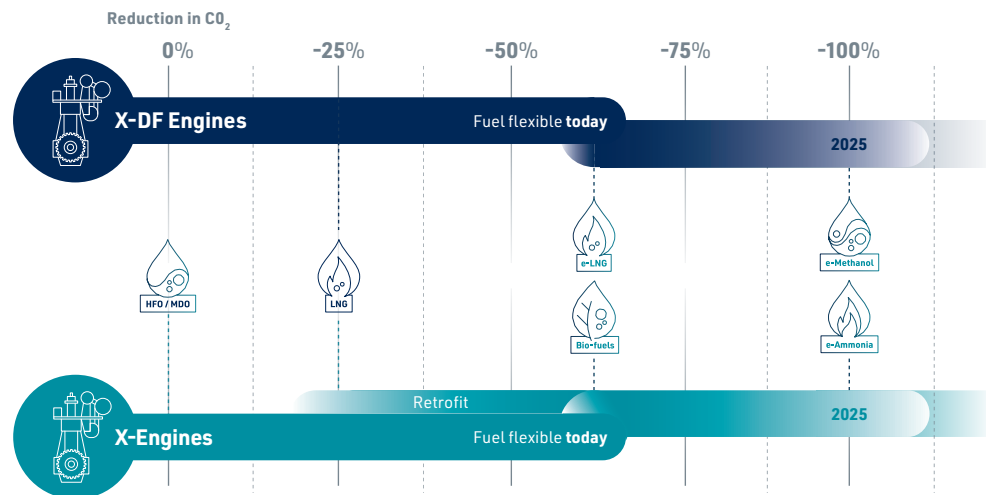 Reduction in CO₂
0% -25% -50% -75% -100%
X-DF Engines Fuel flexible today
2025
e-LNG e-Methanol
HFO / MDO LNG
Bio-fuels e-Ammonia
Retrofit
2025
X-Engines Fuel flexible today